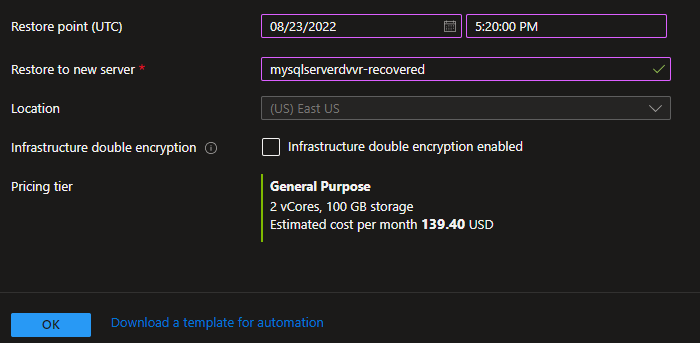 Restore point (UTC) 08/23/2022 5:20:00 PM
Restore to new server * mysqlserverdvvr-recovered
Location (US) East US
Infrastructure double encryption Infrastructure double encryption enabled
Pricing tier General Purpose
2 vCores, 100 GB storage
Estimated cost per month 139.40 USD
OK Download a template for automation